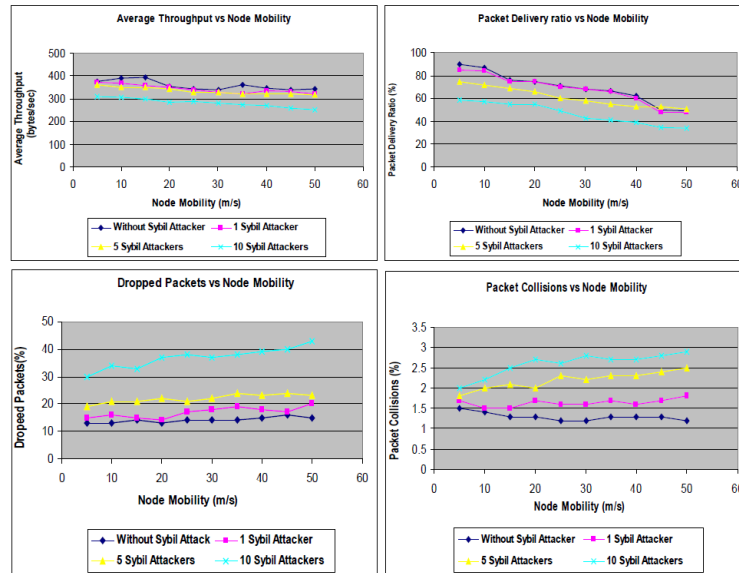 Average Throughput vs Node Mobility
Average Throughput
(bytes/sec)
500
400
300
200
100
0
0 10 20 30 40 50 60
Node Mobility (m/s)
Without Sybil Attacker 1 Sybil Attacker
5 Sybil Attackers 10 Sybil Attackers
Packet Delivery ratio vs Node Mobility
Packet Delivery Ratio (%)
100
80
60
40
20
0
0 10 20 30 40 50 60
Node Mobility (m/s)
Without Sybil Attacker 1 Sybil Attacker
5 Sybil Attackers 10 Sybil Attackers
Dropped Packets vs Node Mobility
Dropeed Packets(%)
50
40
30
20
10
0
0 10 20 30 40 50 60
Node Mobility (m/s)
Without Sybil Attack 1 Sybil Attacker
5 Sybil Attackers 10 Sybil Attackers
Packet Collisions vs Node Mobility
Packet Collisions (%)
3.5
3
2.5
2
1.5
1
0.5
0
0 10 20 30 40 50 60
Node Mobility (m/s)
Without Sybil Attacker 1 Sybil Attacker
5 Sybil Attackers 10 Sybil Attackers